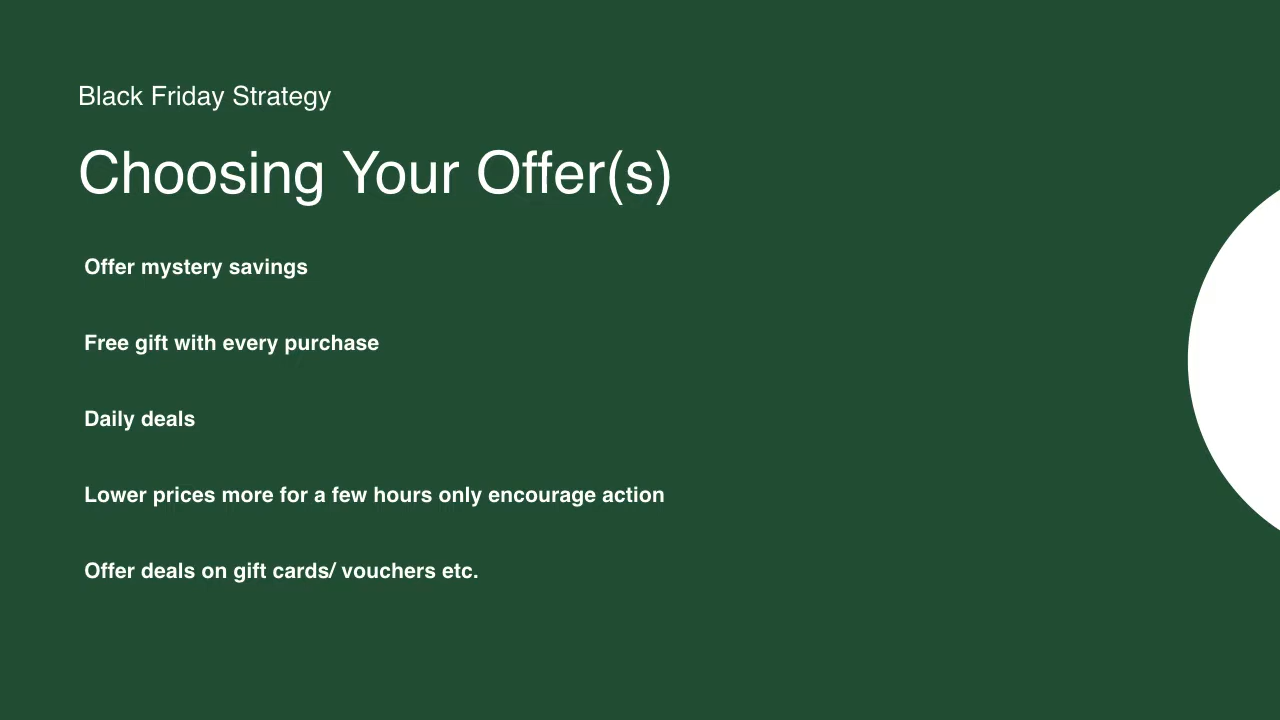 Black Friday Strategy
Choosing Your Offer(s)
Offer mystery savings
Free gift with every purchase
Daily deals
Lower prices more for a few hours only encourage action
Offer deals on gift cards/ vouchers etc.